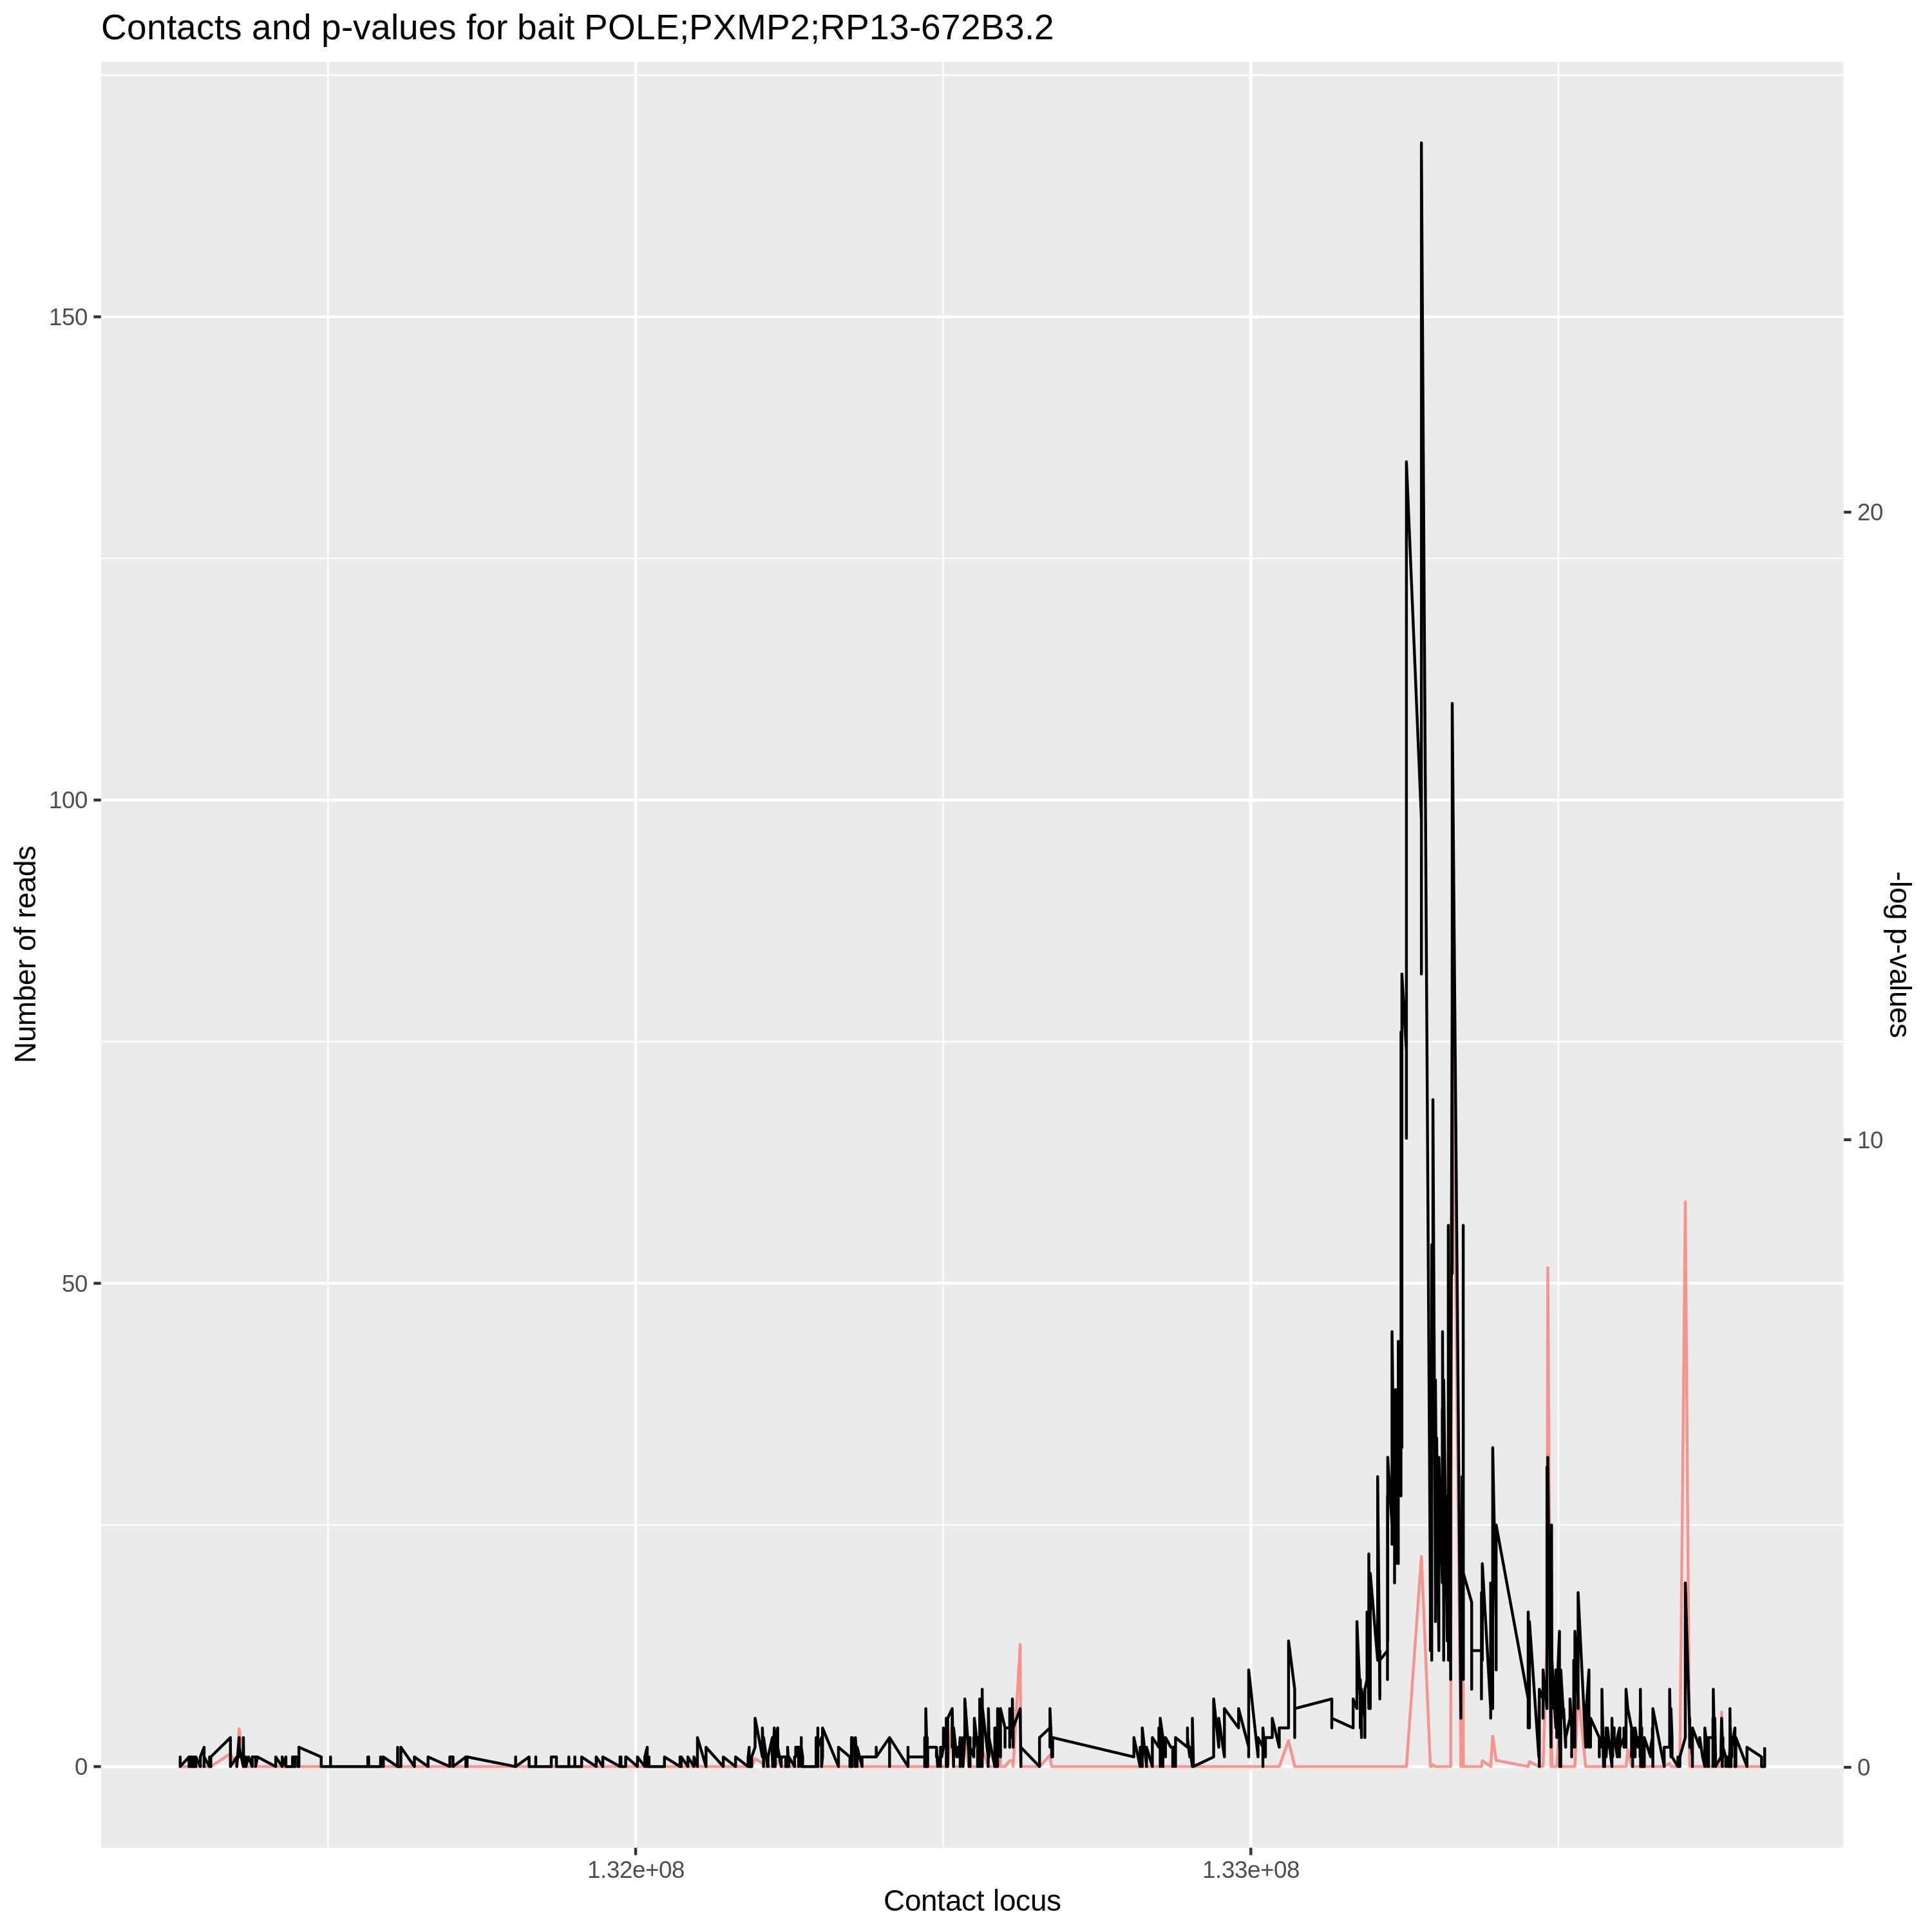 Contacts and p-values for bait POLE;PXMP2;RP13-672B3.2
150
100
50
0
Number of reads
20
10
0
-log p-values
1.32e+08
1.33e+08
Contact locus